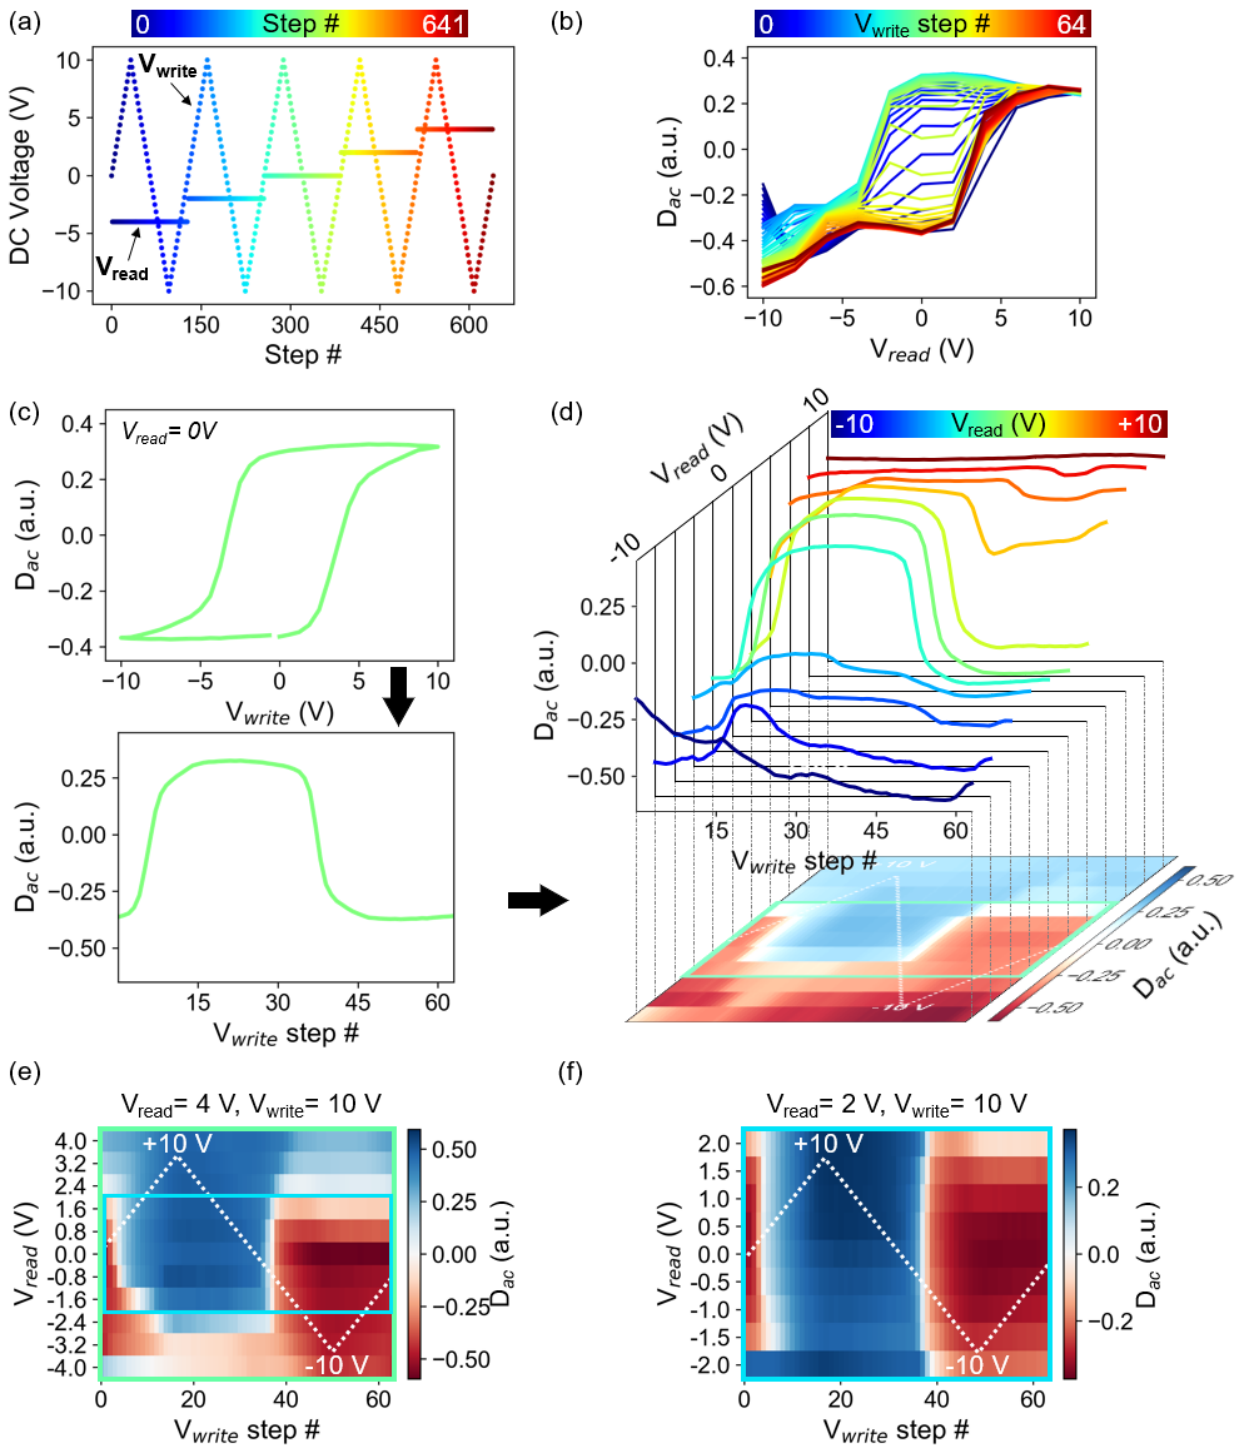 (a)
0 Step # 641
V_write
V_read
DC Voltage (V)
10
5
0
−5
−10
0 150 300 450 600
Step #
(b)
0 V_write step # 64
D_ac (a.u.)
0.4
0.2
0.0
−0.2
−0.4
−0.6
−10 −5 0 5 10
V_read (V)
(c)
V_read= 0V
D_ac (a.u.)
0.4
0.2
0.0
−0.2
−0.4
−10 −5 0 5 10
V_write (V)
D_ac (a.u.)
0.25
0.00
−0.25
−0.50
15 30 45 60
V_write step #
(d)
-10 V_read (V) +10
V_read (V)
-10
0
10
D_ac (a.u.)
0.25
0.00
−0.25
−0.50
15 30 45 60
V_write step #
10 V
-10 V
0.50
0.25
0.00
−0.25
−0.50
D_ac (a.u.)
(e)
V_read= 4 V, V_write= 10 V
+10 V
-10 V
V_read (V)
4.0
3.2
2.4
1.6
0.8
0.0
-0.8
-1.6
-2.4
-3.2
-4.0
0 20 40 60
V_write step #
0.50
0.25
0.00
−0.25
−0.50
D_ac (a.u.)
(f)
V_read= 2 V, V_write= 10 V
+10 V
-10 V
V_read (V)
2.0
1.5
1.0
0.5
0.0
-0.5
-1.0
-1.5
-2.0
0 20 40 60
V_write step #
0.2
0.0
−0.2
D_ac (a.u.)